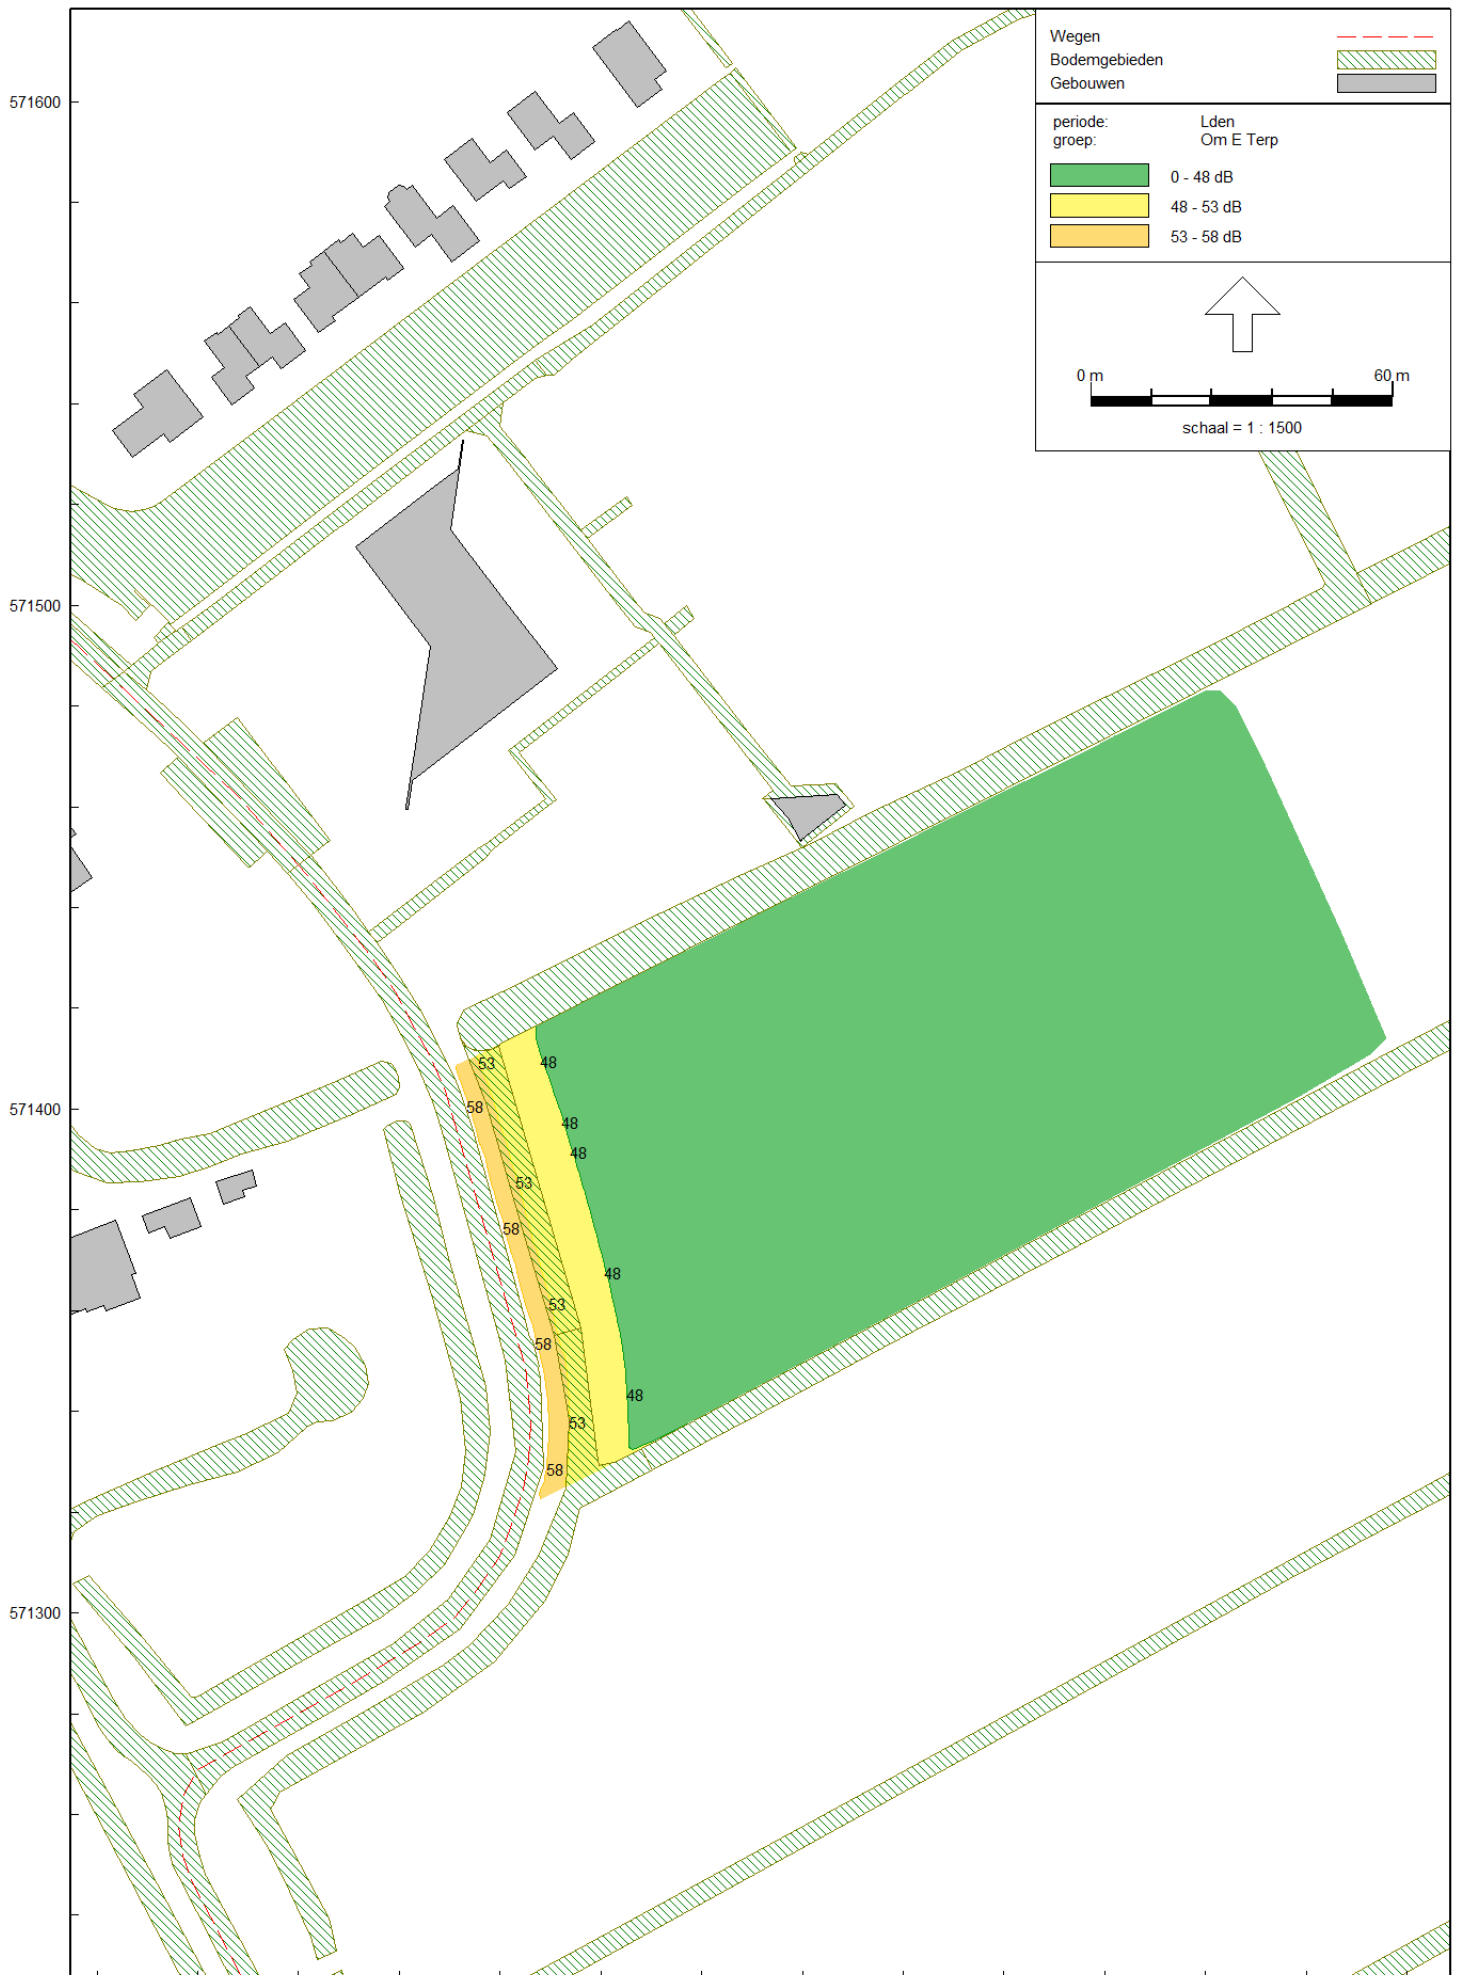 Wegen
Bodemgebieden
Gebouwen
periode: Lden
groep: Om E Terp
0 - 48 dB
48 - 53 dB
53 - 58 dB
0 m 60 m
schaal = 1 : 1500
571600
571500
571400
571300
53
48
58
48
48
53
58
48
53
58
48
53
58